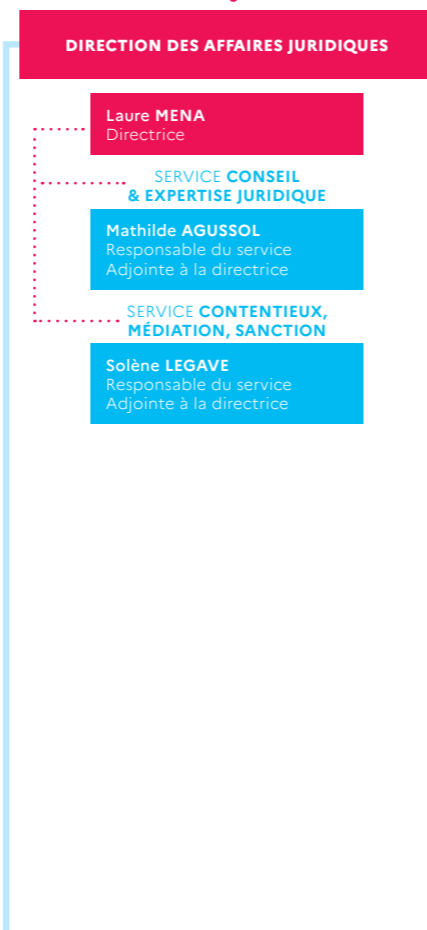 DIRECTION DES AFFAIRES JURIDIQUES
Laure MENA
Directrice
SERVICE CONSEIL
& EXPERTISE JURIDIQUE
Mathilde AGUSSOL
Responsable du service
Adjointe à la directrice
SERVICE CONTENTIEUX,
MÉDIATION, SANCTION
Solène LEGAVE
Responsable du service
Adjointe à la directrice